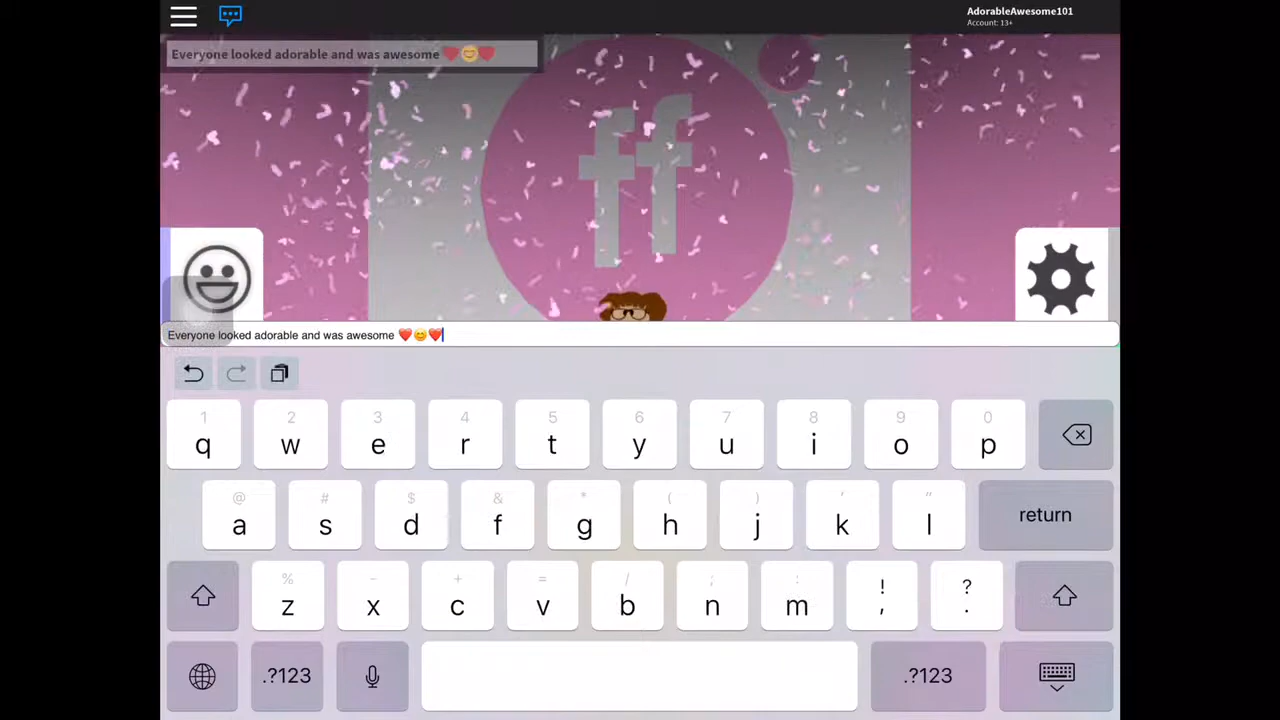 AdorableAwesome101
Account: 13+
Everyone looked adorable and was awesome ❤️😊❤️
ff
Everyone looked adorable and was awesome ❤️😊❤️
1 2 3 4 5 6 7 8 9 0
q w e r t y u i o p
@ # $ & * ( ) ' "
a s d f g h j k l return
% - + = / ; : ! ?
z x c v b n m , .
.?123 .?123